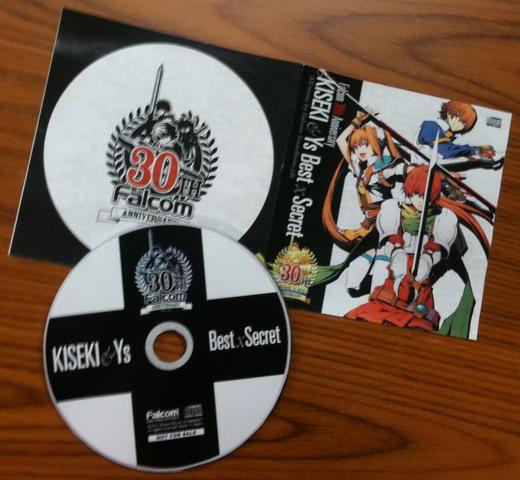 30TH
Falcom
ANNIVERSARY
Falcom 30th Anniversary
KISEKI & Ys Best x Secret
30TH
30TH
Falcom
KISEKI & Ys
Best x Secret
Falcom
NOT FOR SALE